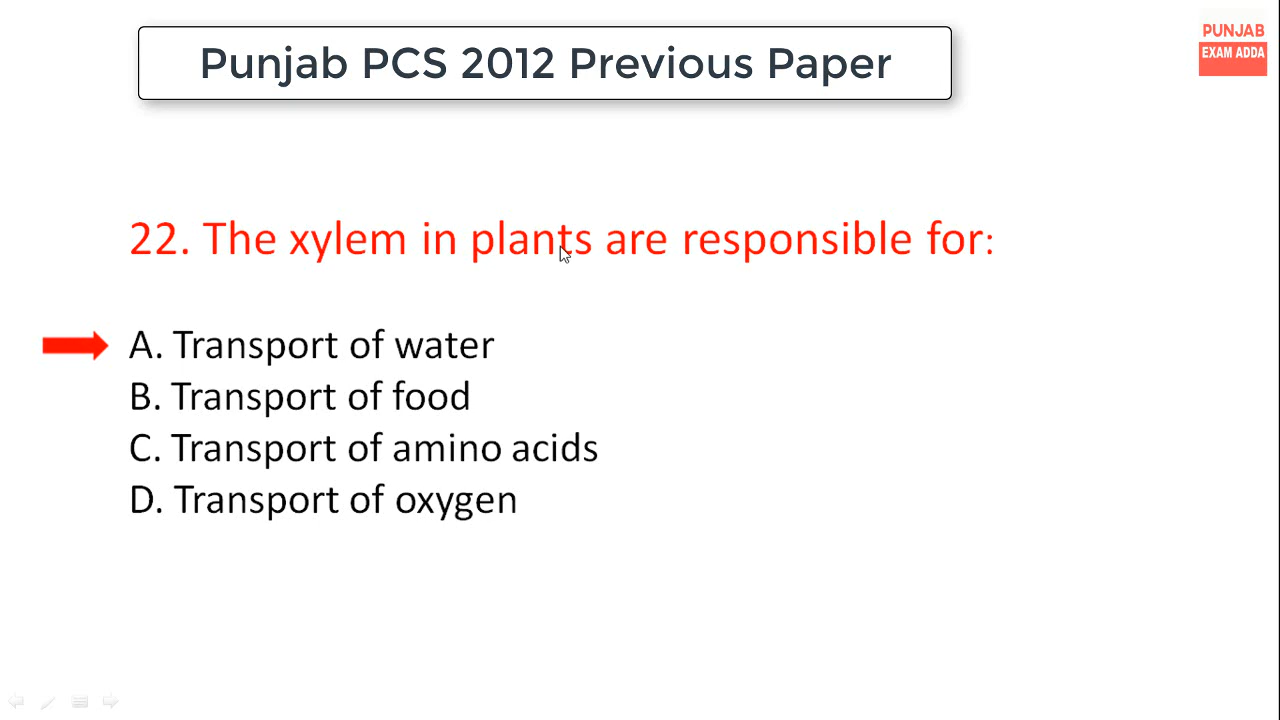 Punjab PCS 2012 Previous Paper
PUNJAB
EXAM ADDA
22. The xylem in plants are responsible for:
A. Transport of water
B. Transport of food
C. Transport of amino acids
D. Transport of oxygen